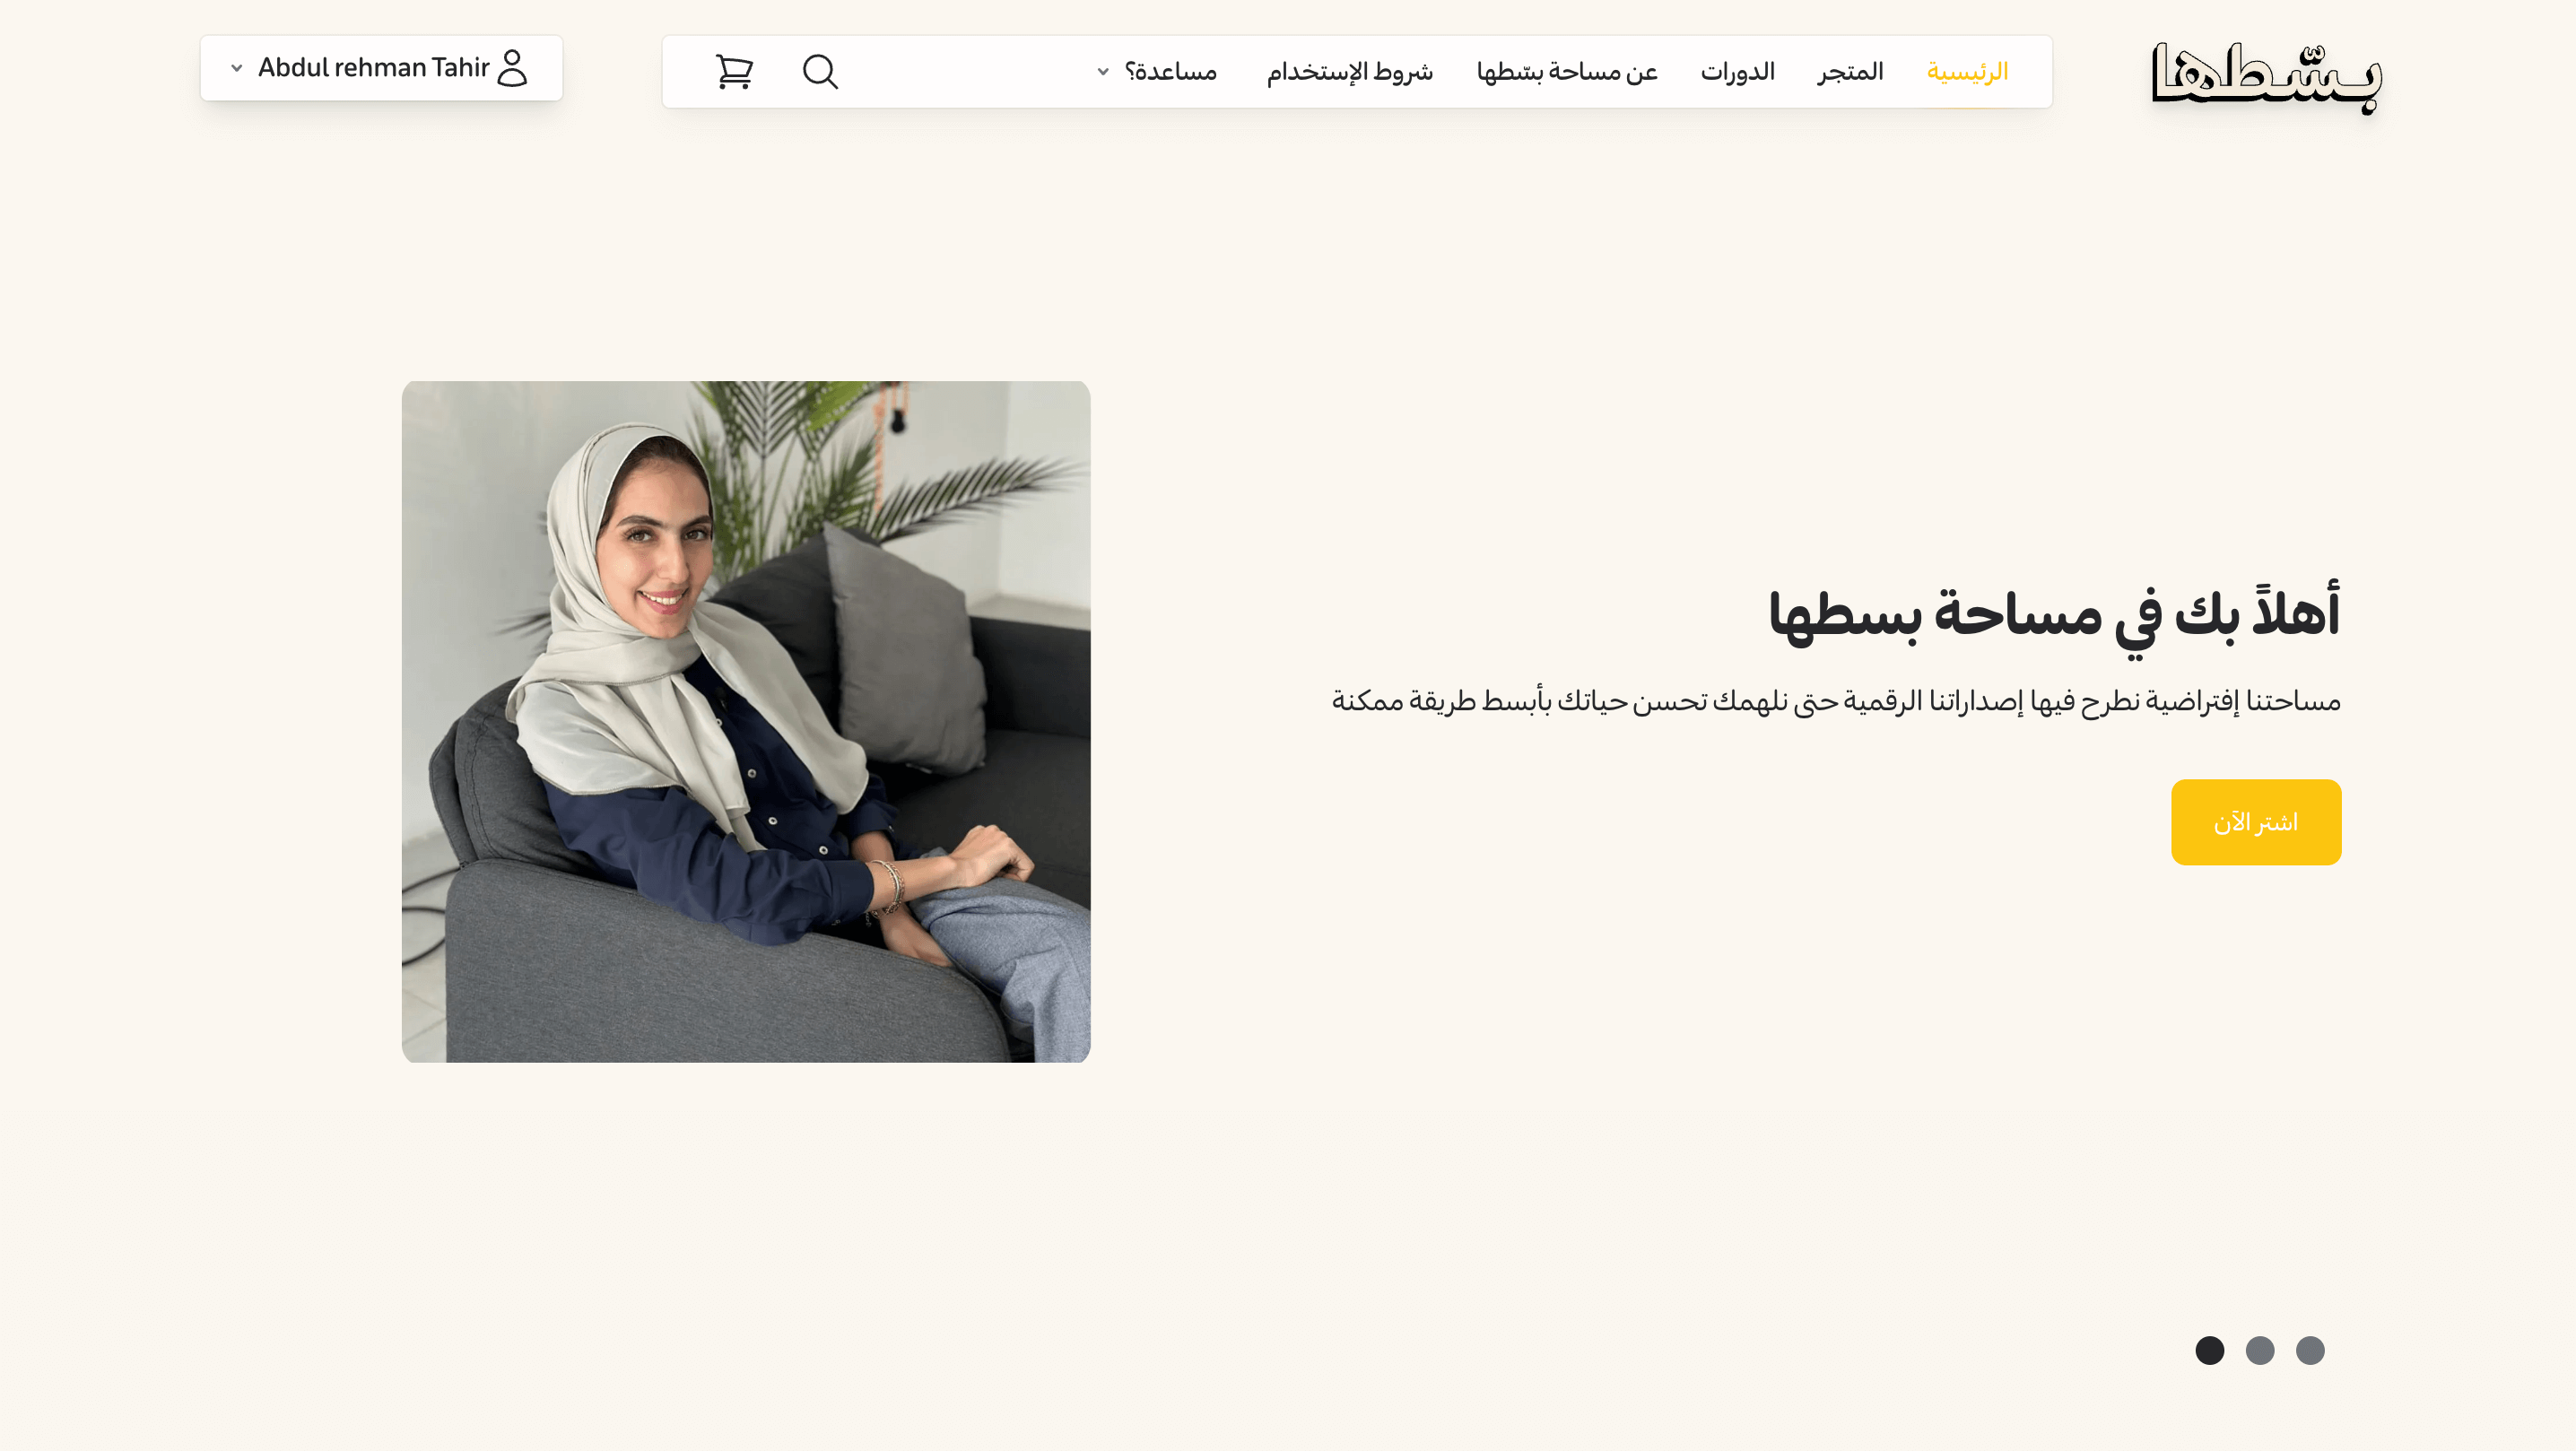 بسّطها
الرئيسية
المتجر
الدورات
عن مساحة بسّطها
شروط الإستخدام
مساعدة؟
Abdul rehman Tahir
أهلاً بك في مساحة بسطها
مساحتنا إفتراضية نطرح فيها إصداراتنا الرقمية حتى نلهمك تحسن حياتك بأبسط طريقة ممكنة
اشتر الآن